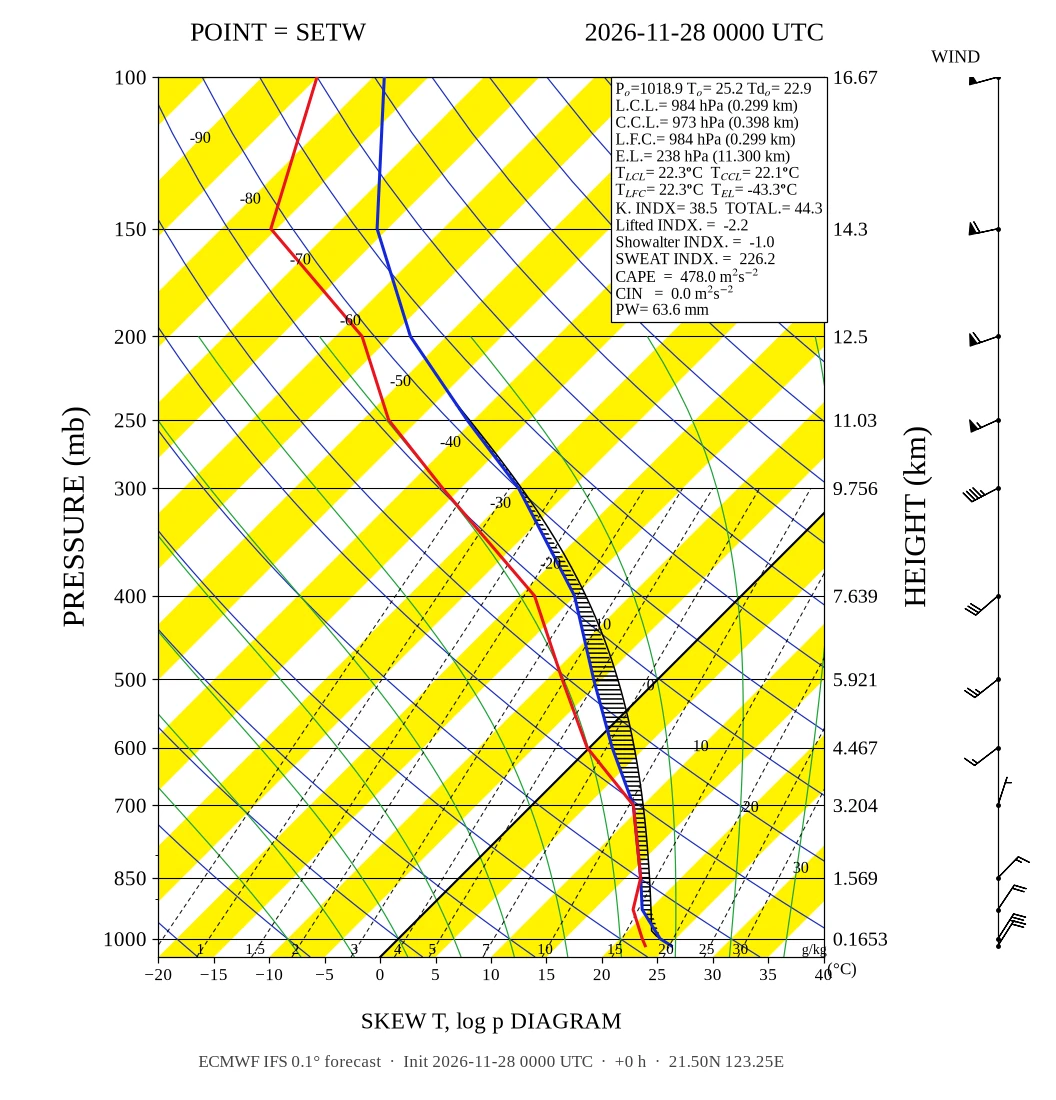 POINT = SETW 2026-11-28 0000 UTC
WIND
100 16.67
P₀=1018.9 T₀= 25.2 Td₀= 22.9
L.C.L.= 984 hPa (0.299 km)
C.C.L.= 973 hPa (0.398 km)
L.F.C.= 984 hPa (0.299 km)
E.L.= 238 hPa (11.300 km)
T_LCL= 22.3°C T_CCL= 22.1°C
T_LFC= 22.3°C T_EL= -43.3°C
K. INDX= 38.5 TOTAL.= 44.3
Lifted INDX. = -2.2
Showalter INDX. = -1.0
SWEAT INDX. = 226.2
CAPE = 478.0 m²s⁻²
CIN = 0.0 m²s⁻²
PW= 63.6 mm
-90
-80
150 14.3
-70
-60
200 12.5
-50
250 11.03
-40
300 9.756
-30
-20
400 7.639
-10
500 5.921
0
600 4.467
10
700 3.204
20
850 1.569
30
1000 0.1653
PRESSURE (mb)
HEIGHT (km)
1 1.5 2 3 4 5 7 10 15 20 25 30 g/kg
−20 −15 −10 −5 0 5 10 15 20 25 30 35 40 (°C)
SKEW T, log p DIAGRAM
ECMWF IFS 0.1° forecast · Init 2026-11-28 0000 UTC · +0 h · 21.50N 123.25E